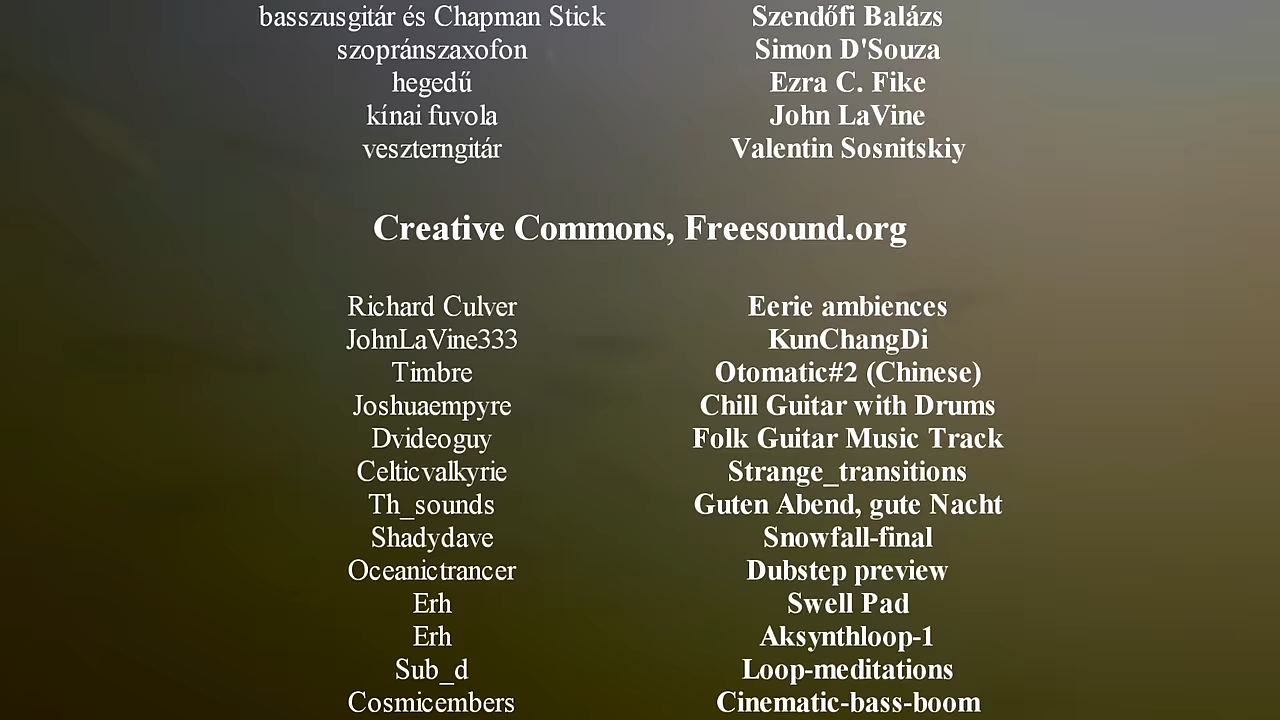 basszusgitár és Chapman Stick Szendőfi Balázs
szopránszaxofon Simon D'Souza
hegedű Ezra C. Fike
kínai fuvola John LaVine
veszterngitár Valentin Sosnitskiy
Creative Commons, Freesound.org
Richard Culver Eerie ambiences
JohnLaVine333 KunChangDi
Timbre Otomatic#2 (Chinese)
Joshuaempyre Chill Guitar with Drums
Dvideoguy Folk Guitar Music Track
Celticvalkyrie Strange_transitions
Th_sounds Guten Abend, gute Nacht
Shadydave Snowfall-final
Oceanictrancer Dubstep preview
Erh Swell Pad
Erh Aksynthloop-1
Sub_d Loop-meditations
Cosmicembers Cinematic-bass-boom